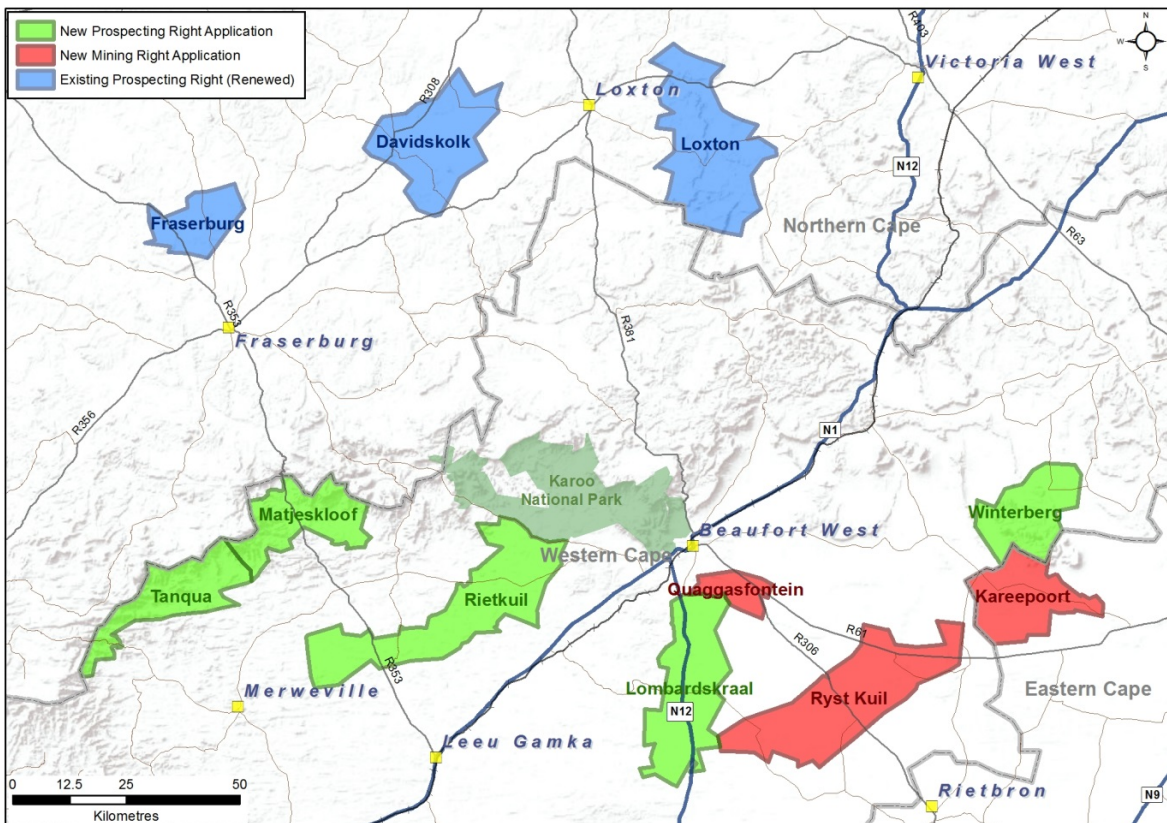 New Prospecting Right Application
New Mining Right Application
Existing Prospecting Right (Renewed)
N
W
S
R403
Victoria West
Loxton
R308
Davidskolk
Loxton
N12
Fraserburg
Northern Cape
R63
R353
Fraserburg
R381
R356
N1
Karoo
National Park
Matjeskloof
Winterberg
Beaufort West
Western Cape
Tanqua
Rietkuil
Quaggasfontein
Kareepoort
R61
R306
R353
Merweville
Lombardskraal
Ryst Kuil
Eastern Cape
N12
Leeu Gamka
0 12.5 25 50
Kilometres
Rietbron
N9